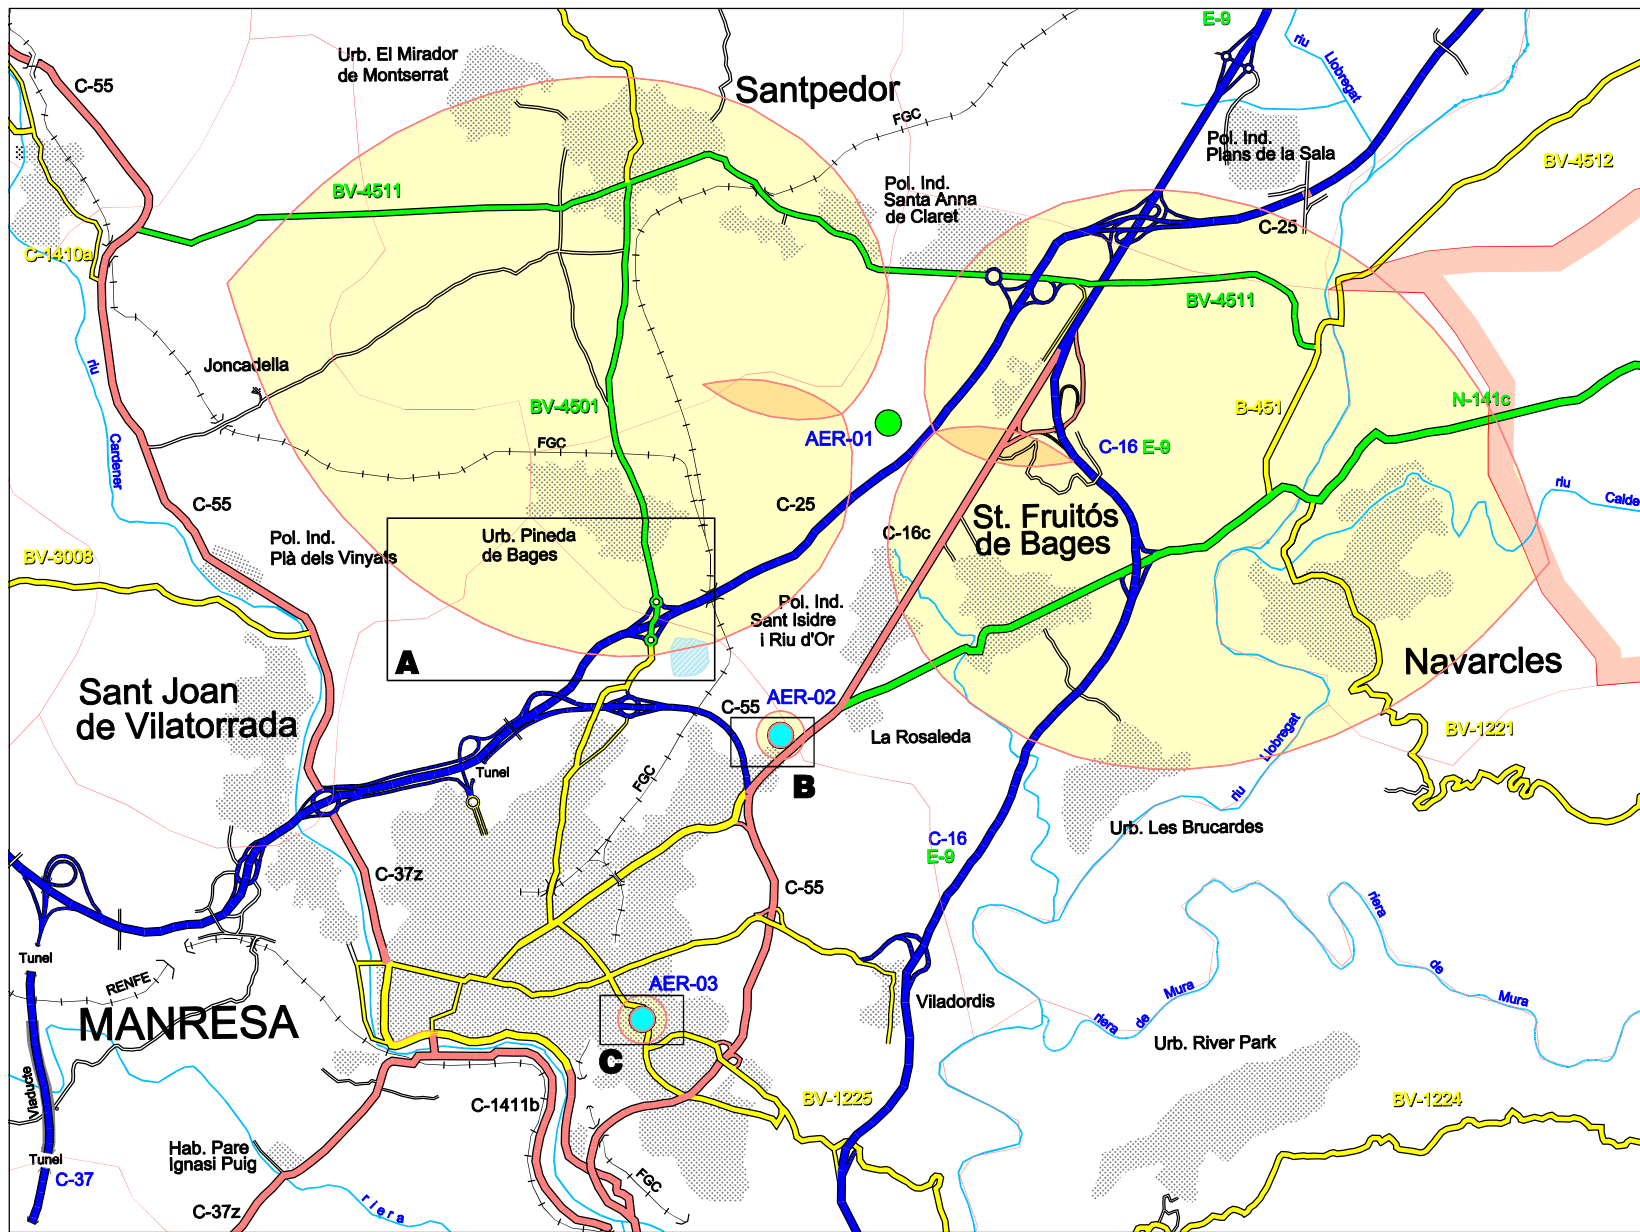 E-9
riu
Llobregat
Urb. El Mirador
de Montserrat
C-55
Santpedor
FGC
Pol. Ind.
Plans de la Sala
BV-4512
BV-4511
Pol. Ind.
Santa Anna
de Claret
C-25
C-1410a
BV-4511
riu
Joncadella
BV-4501
B-451
N-141c
AER-01
FGC
C-16 E-9
Cardener
C-55
C-25
riu
Calde
St. Fruitós
de Bages
C-16c
Pol. Ind.
Plà dels Vinyats
Urb. Pineda
de Bages
BV-3008
Pol. Ind.
Sant Isidre
i Riu d'Or
A
Navarcles
Sant Joan
de Vilatorrada
AER-02
C-55
La Rosaleda
BV-1221
Llobregat
riu
Tunel
FGC
B
Urb. Les Brucardes
C-16
E-9
C-37z
C-55
riera
de
Mura
Tunel
RENFE
AER-03
Viladordis
Mura
de
riera
MANRESA
C
Urb. River Park
Viaducte
C-1411b
BV-1225
BV-1224
Hab. Pare
Ignasi Puig
Tunel
C-37
FGC
C-37z
riera